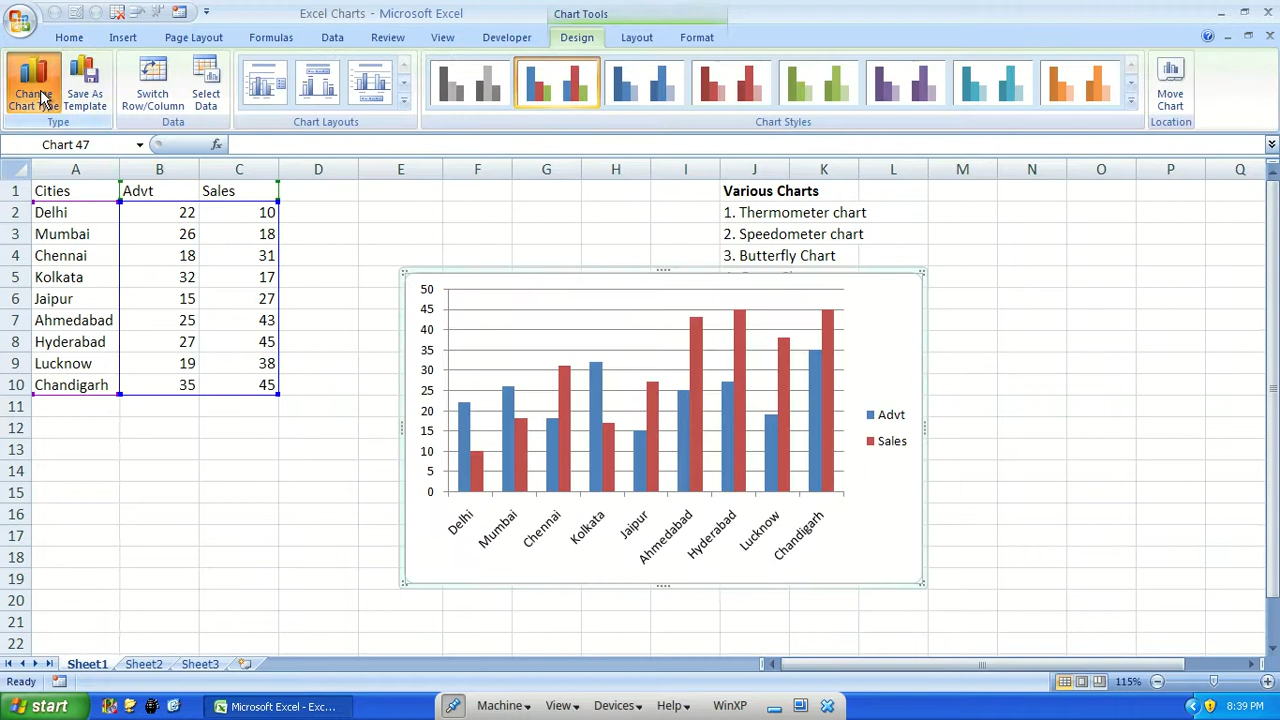 Excel Charts - Microsoft Excel
Chart Tools
Home Insert Page Layout Formulas Data Review View Developer Design Layout Format
Change Chart Type
Save As Template
Switch Row/Column
Select Data
Move Chart
Type Data Chart Layouts Chart Styles Location
Chart 47 fx
A B C D E F G H I J K L M N O P Q
1 Cities Advt Sales Various Charts
2 Delhi 22 10 1. Thermometer chart
3 Mumbai 26 18 2. Speedometer chart
4 Chennai 18 31 3. Butterfly Chart
5 Kolkata 32 17
6 Jaipur 15 27
7 Ahmedabad 25 43
8 Hyderabad 27 45
9 Lucknow 19 38
10 Chandigarh 35 45
11
12
13
14
15
16
17
18
19
20
21
22
50
45
40
35
30
25
20
15
10
5
0
Delhi Mumbai Chennai Kolkata Jaipur Ahmedabad Hyderabad Lucknow Chandigarh
Advt
Sales
Sheet1 Sheet2 Sheet3
Ready 115%
start Microsoft Excel - Exc... Machine View Devices Help WinXP 8:39 PM